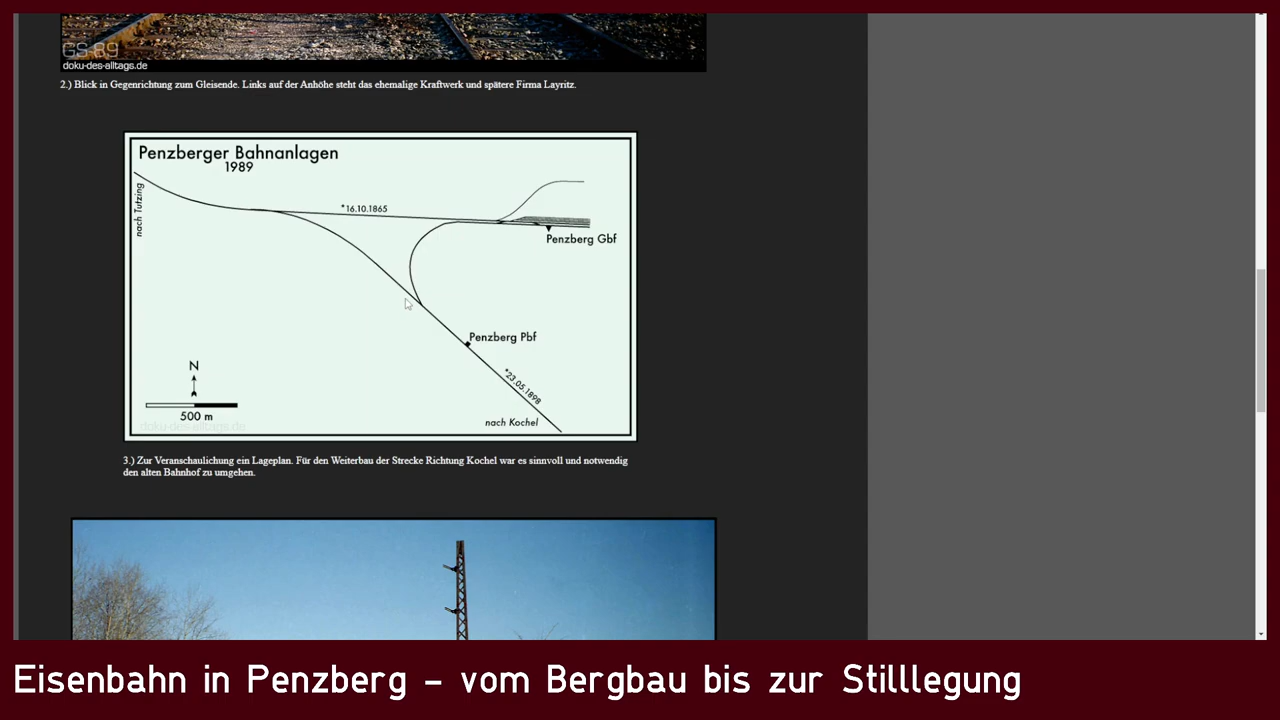 GS-89
doku-des-alltags.de
2.) Blick in Gegenrichtung zum Gleisende. Links auf der Anhöhe steht das ehemalige Kraftwerk und spätere Firma Layritz.
Penzberger Bahnanlagen
1989
nach Tutzing
*16.10.1865
Penzberg Gbf
Penzberg Pbf
N
*23.05.1898
500 m
nach Kochel
doku-des-alltags.de
3.) Zur Veranschaulichung ein Lageplan. Für den Weiterbau der Strecke Richtung Kochel war es sinnvoll und notwendig
den alten Bahnhof zu umgehen.
Eisenbahn in Penzberg – vom Bergbau bis zur Stilllegung